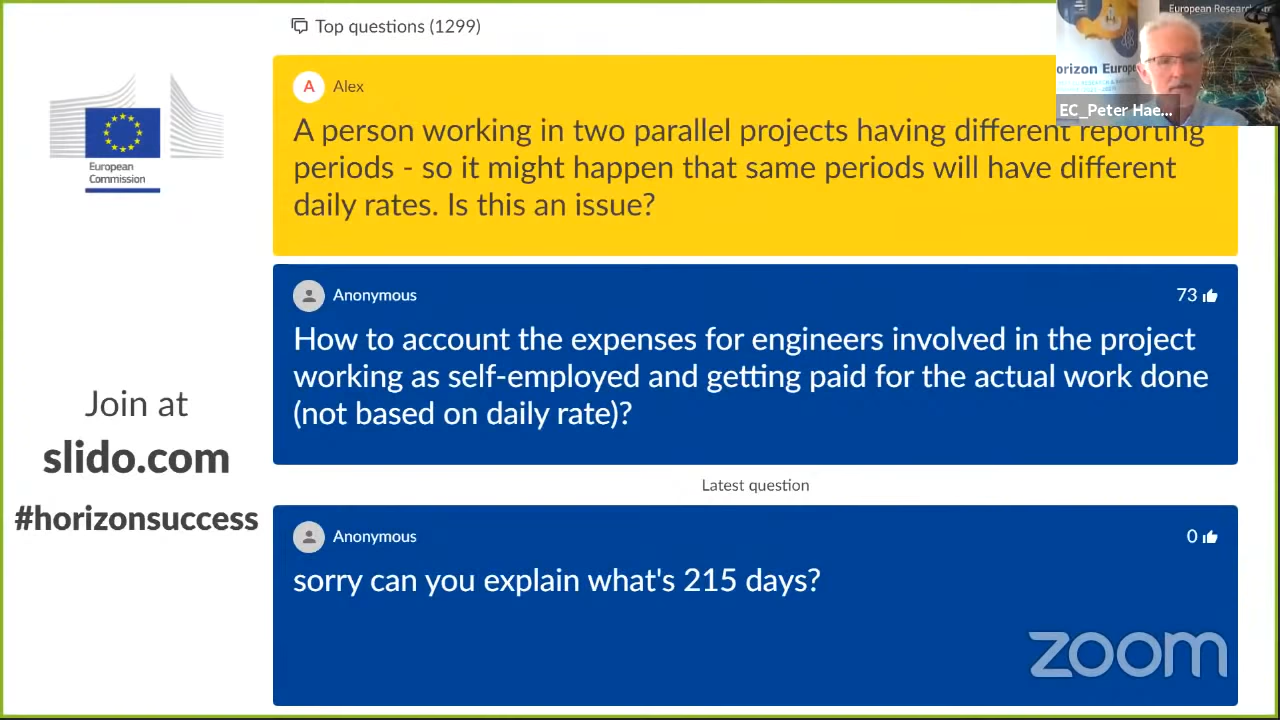 Top questions (1299)
European Resear
orizon Europe
EC_Peter Hae...
A
Alex
A person working in two parallel projects having different reporting
periods - so it might happen that same periods will have different
daily rates. Is this an issue?
European
Commission
Anonymous
73
How to account the expenses for engineers involved in the project
working as self-employed and getting paid for the actual work done
(not based on daily rate)?
Join at
slido.com
#horizonsuccess
Latest question
Anonymous
0
sorry can you explain what's 215 days?
zoom